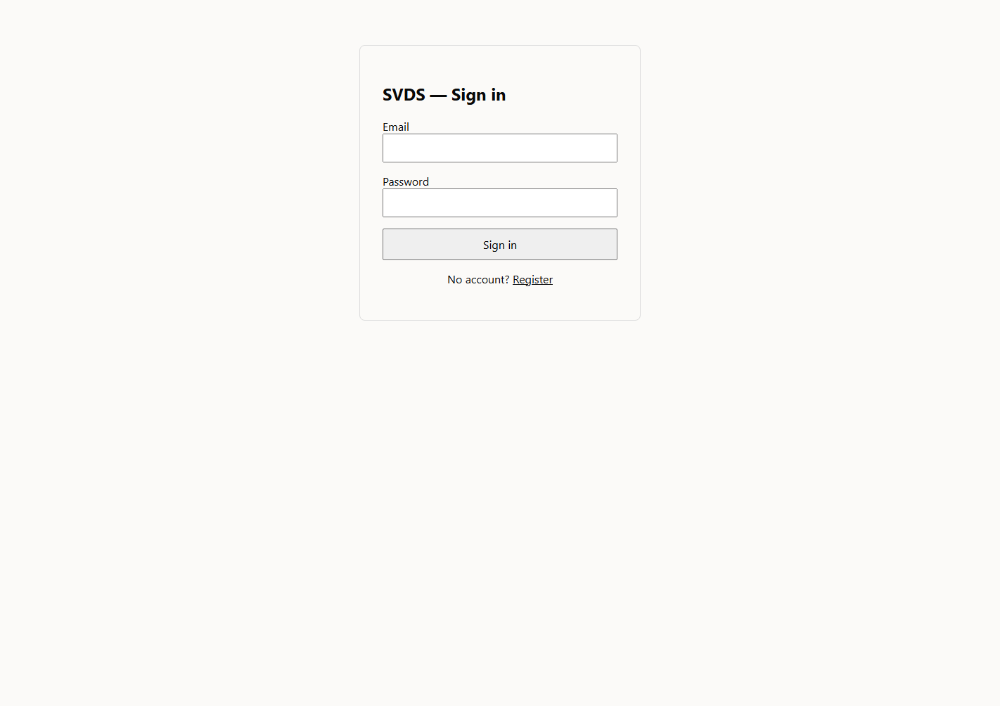 SVDS — Sign in
Email
Password
Sign in
No account? Register